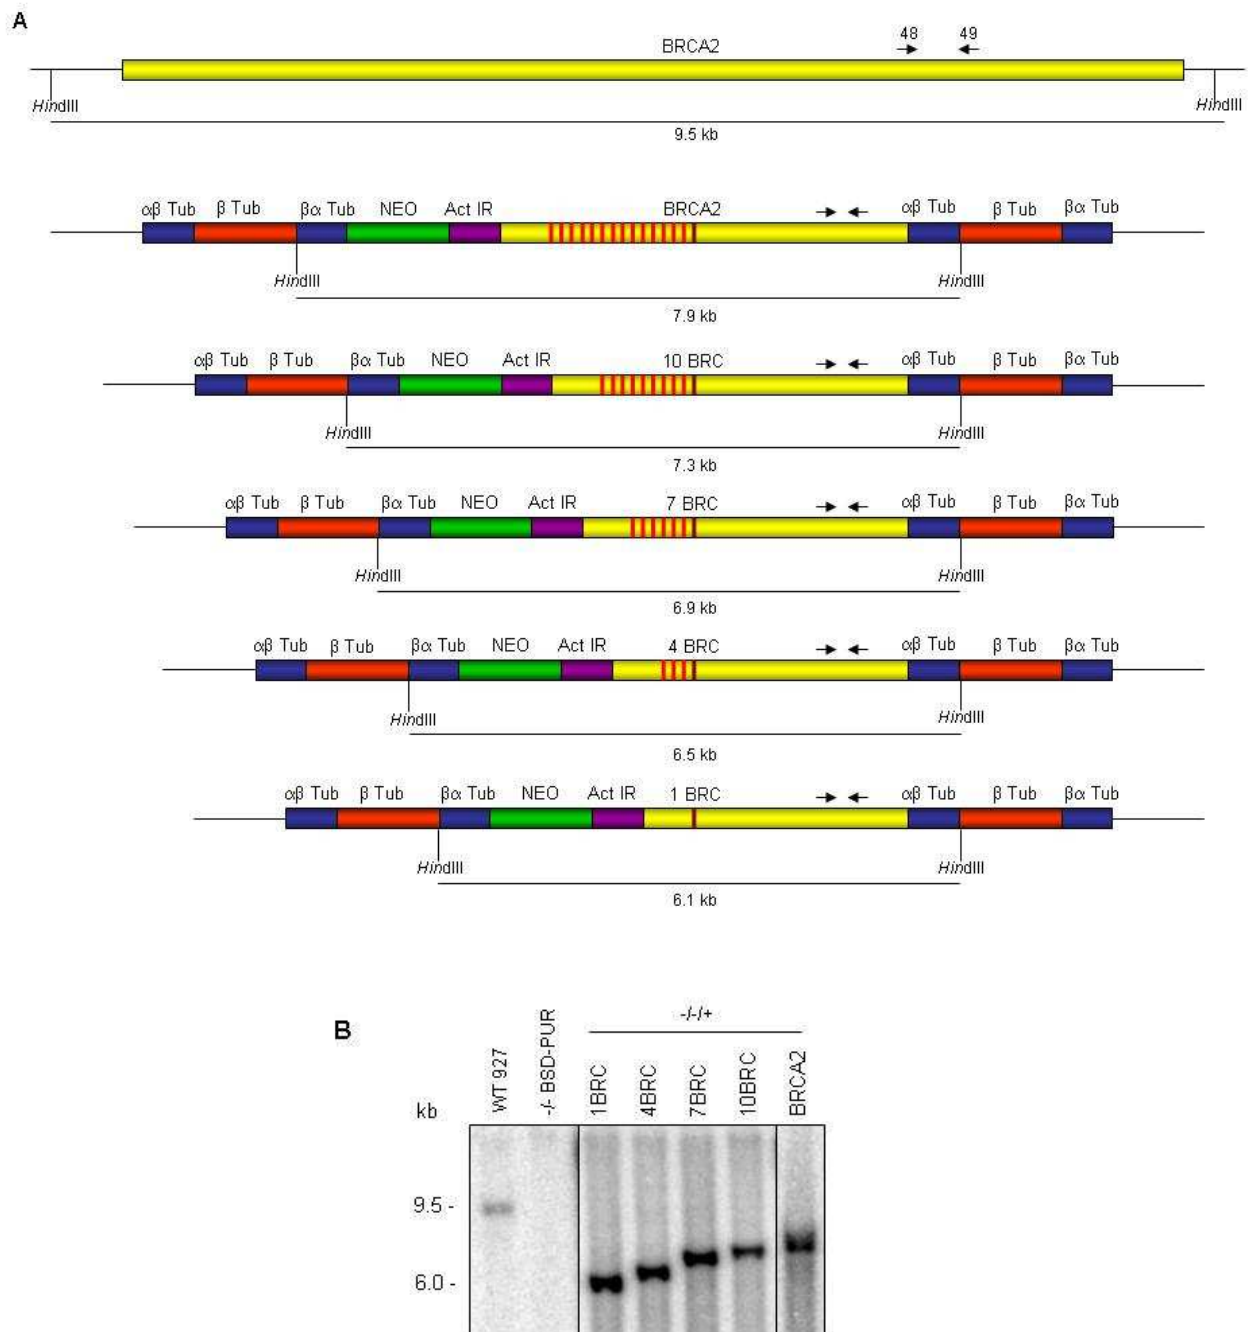 A
BRCA2
48 49
HindIII HindIII
9.5 kb
αβ Tub β Tub βα Tub NEO Act IR BRCA2 αβ Tub β Tub βα Tub
HindIII HindIII
7.9 kb
αβ Tub β Tub βα Tub NEO Act IR 10 BRC αβ Tub β Tub βα Tub
HindIII HindIII
7.3 kb
αβ Tub β Tub βα Tub NEO Act IR 7 BRC αβ Tub β Tub βα Tub
HindIII HindIII
6.9 kb
αβ Tub β Tub βα Tub NEO Act IR 4 BRC αβ Tub β Tub βα Tub
HindIII HindIII
6.5 kb
αβ Tub β Tub βα Tub NEO Act IR 1 BRC αβ Tub β Tub βα Tub
HindIII HindIII
6.1 kb
B
-/-/+
WT 927 -/- BSD-PUR 1BRC 4BRC 7BRC 10BRC BRCA2
kb
9.5 -
6.0 -